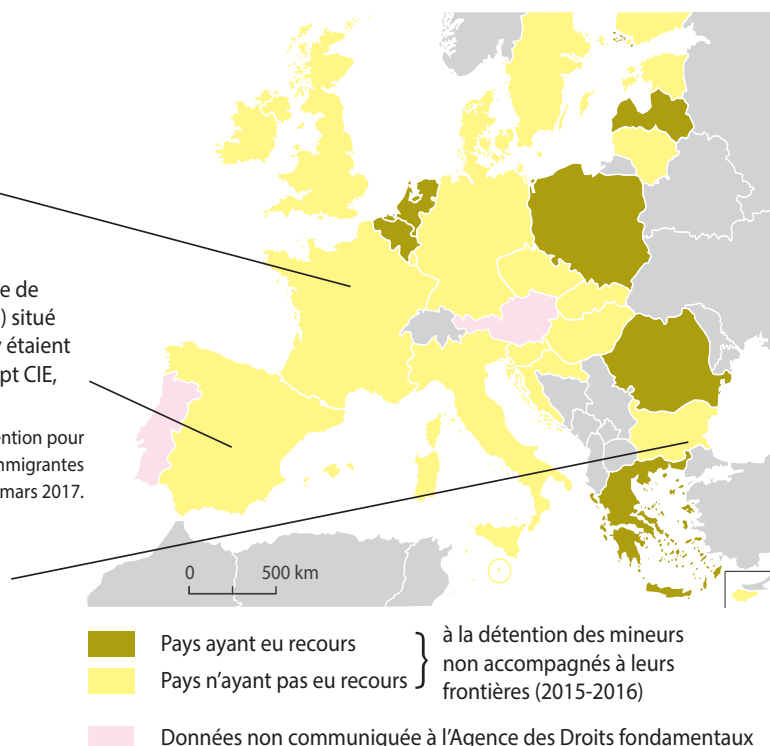 e de
) situé
étaient
pt CIE,
ention pour
mmigrantes
mars 2017.
0 500 km
Pays ayant eu recours
Pays n'ayant pas eu recours
}
à la détention des mineurs
non accompagnés à leurs
frontières (2015-2016)
Données non communiquée à l'Agence des Droits fondamentaux